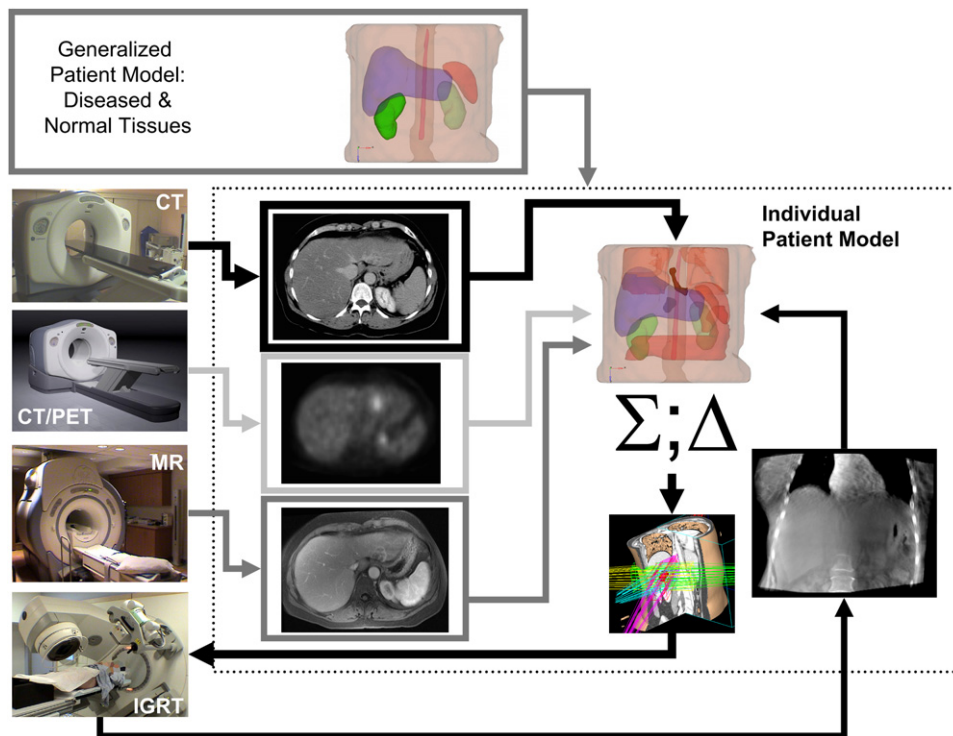 Generalized
Patient Model:
Diseased &
Normal Tissues
CT
Individual
Patient Model
CT/PET
Σ;Δ
MR
IGRT